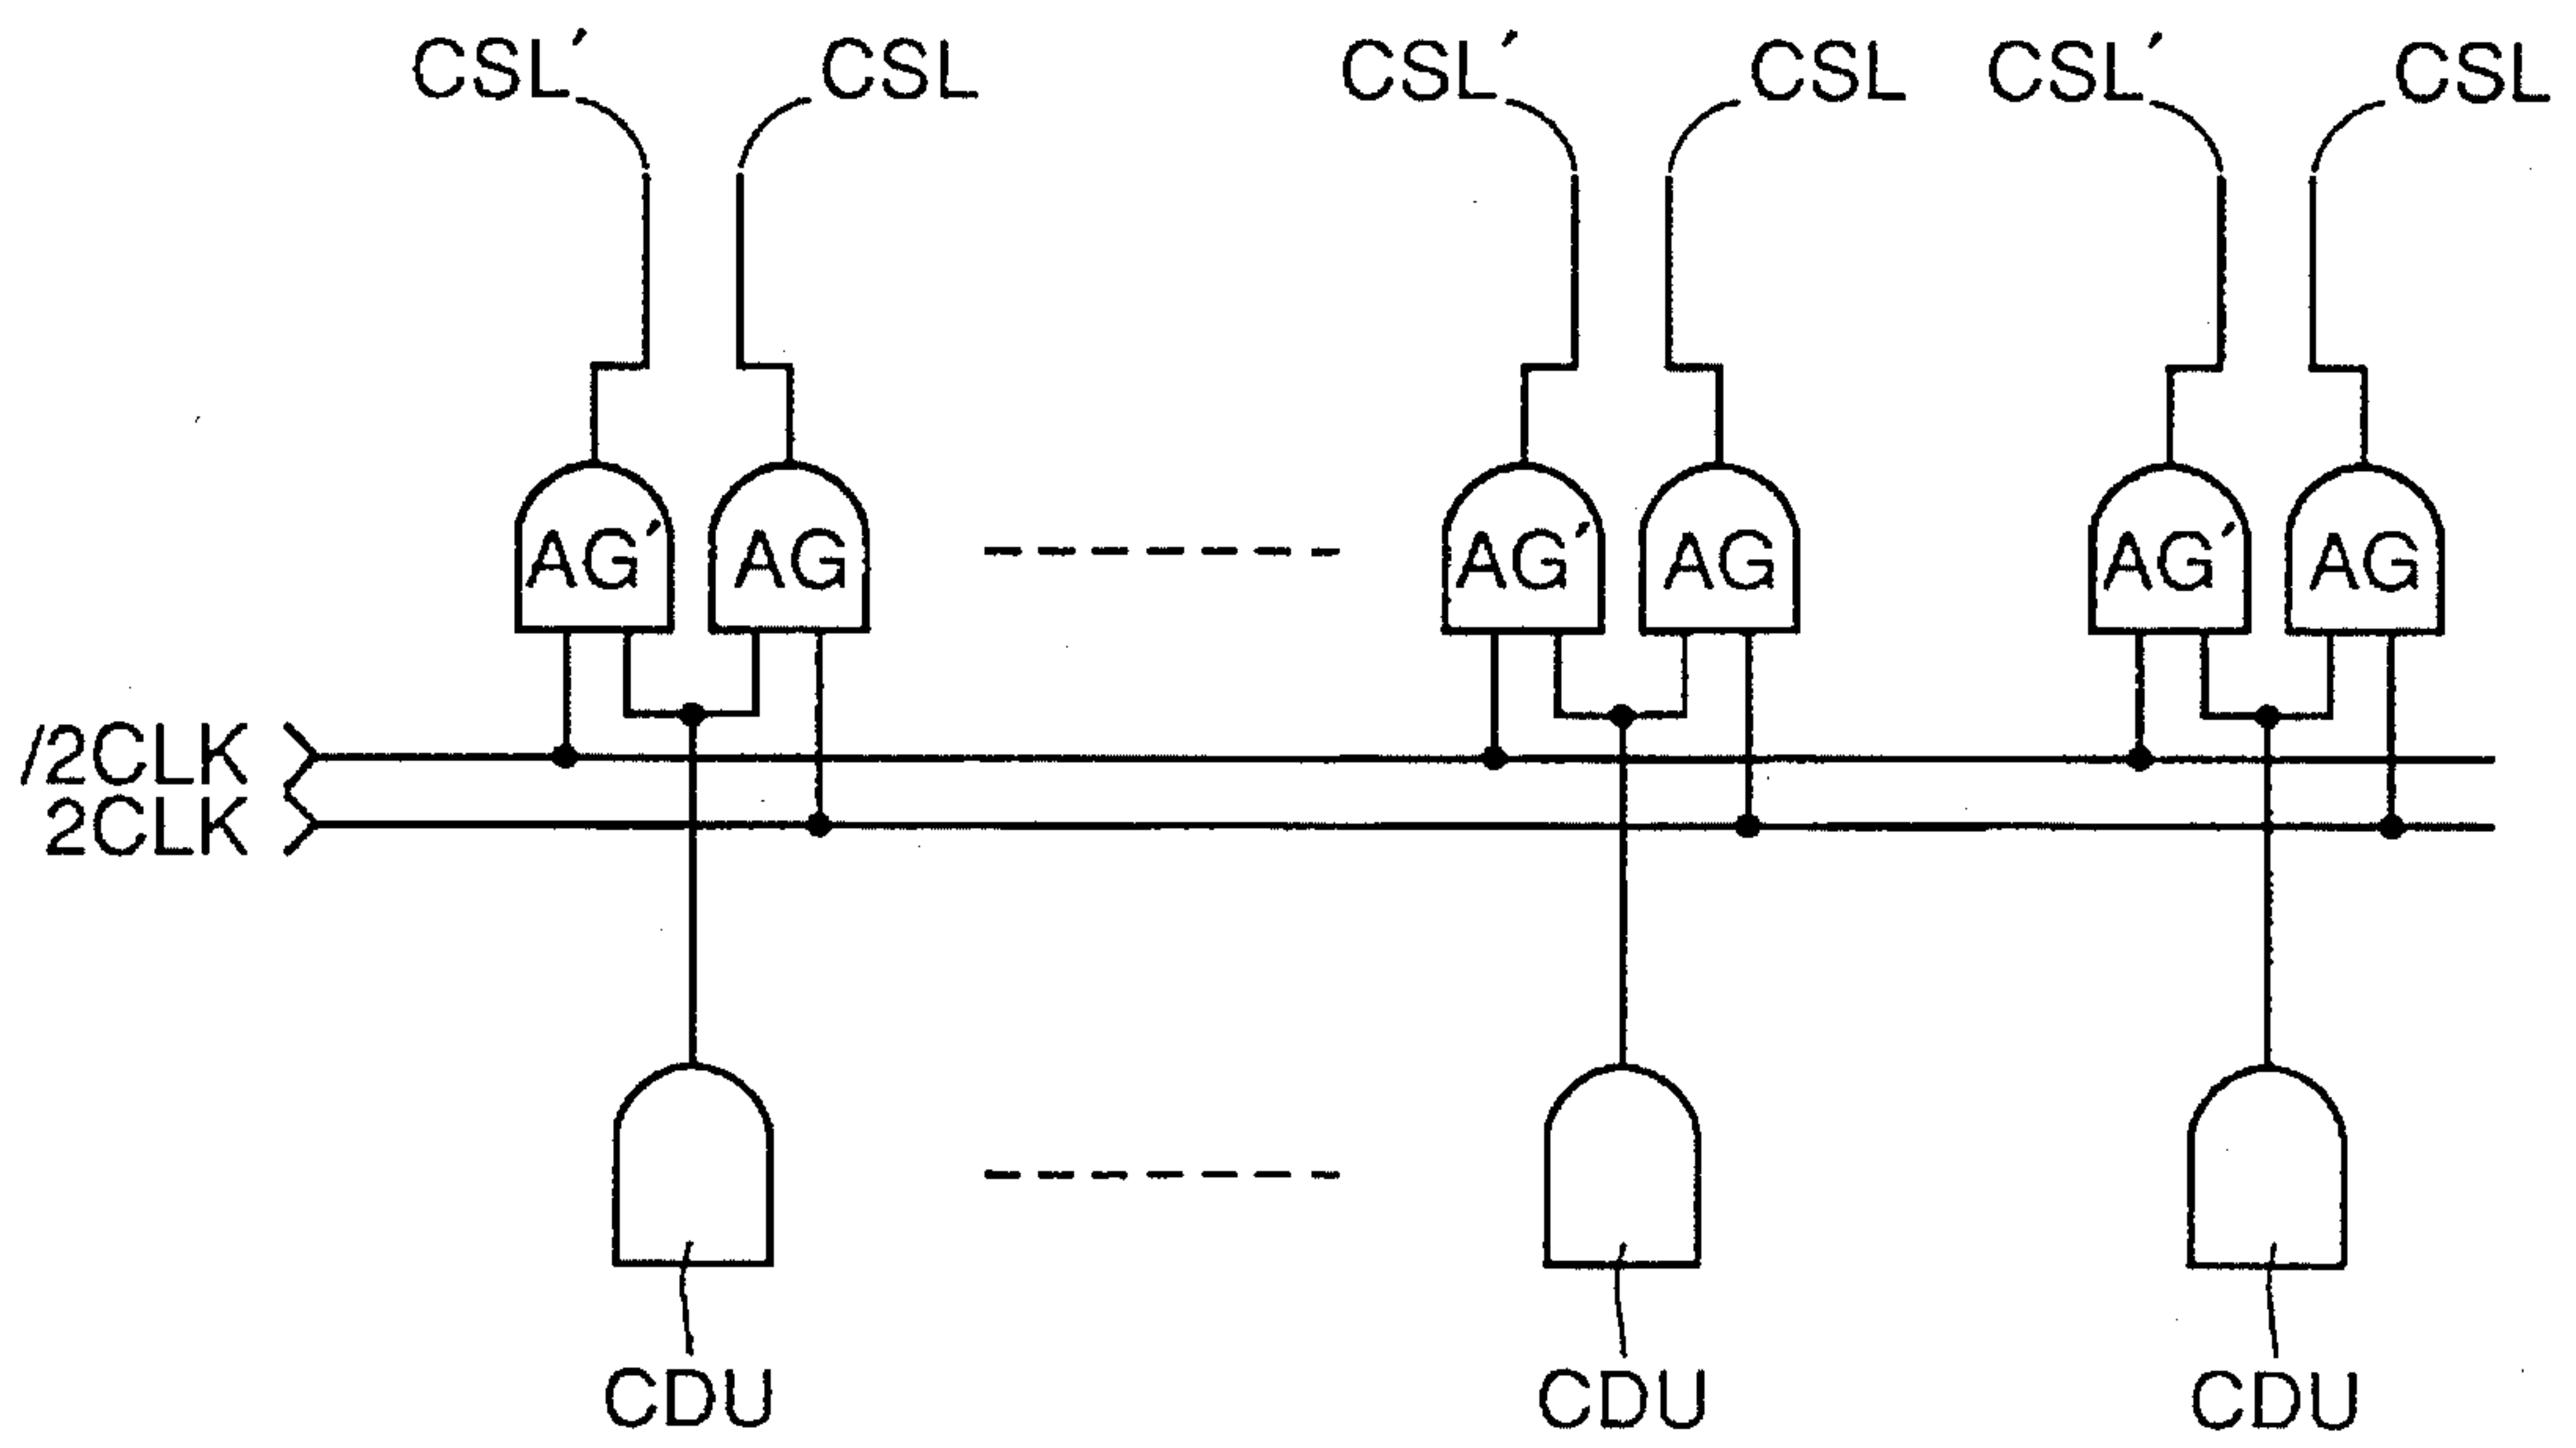 CSL′ CSL CSL′ CSL CSL′ CSL
AG′ AG AG′ AG AG′ AG
/2CLK
2CLK
CDU CDU CDU